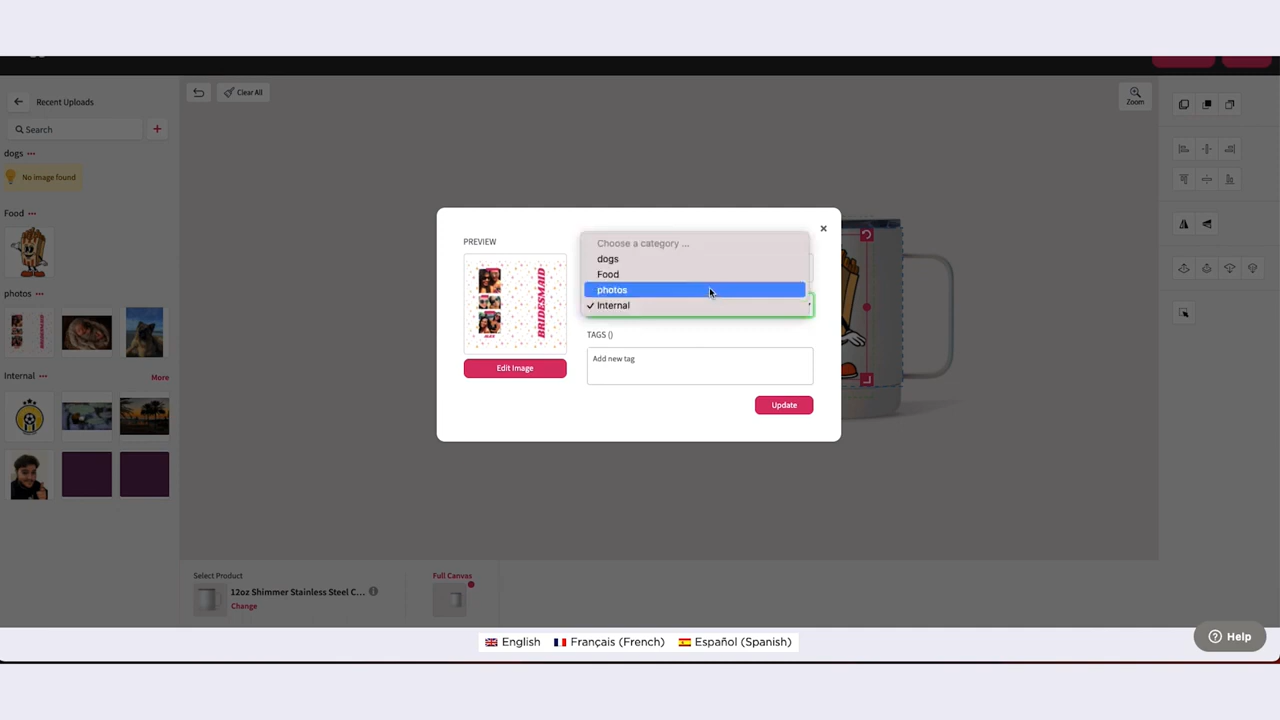 Recent Uploads
Clear All
Zoom
Search
+
dogs •••
No image found
Food •••
photos •••
Internal •••
More
PREVIEW
BRIDESMAID
Edit Image
Choose a category ...
dogs
Food
photos
✓ Internal
TAGS ()
Add new tag
Update
Select Product
12oz Shimmer Stainless Steel C...
Change
Full Canvas
English
Français (French)
Español (Spanish)
Help